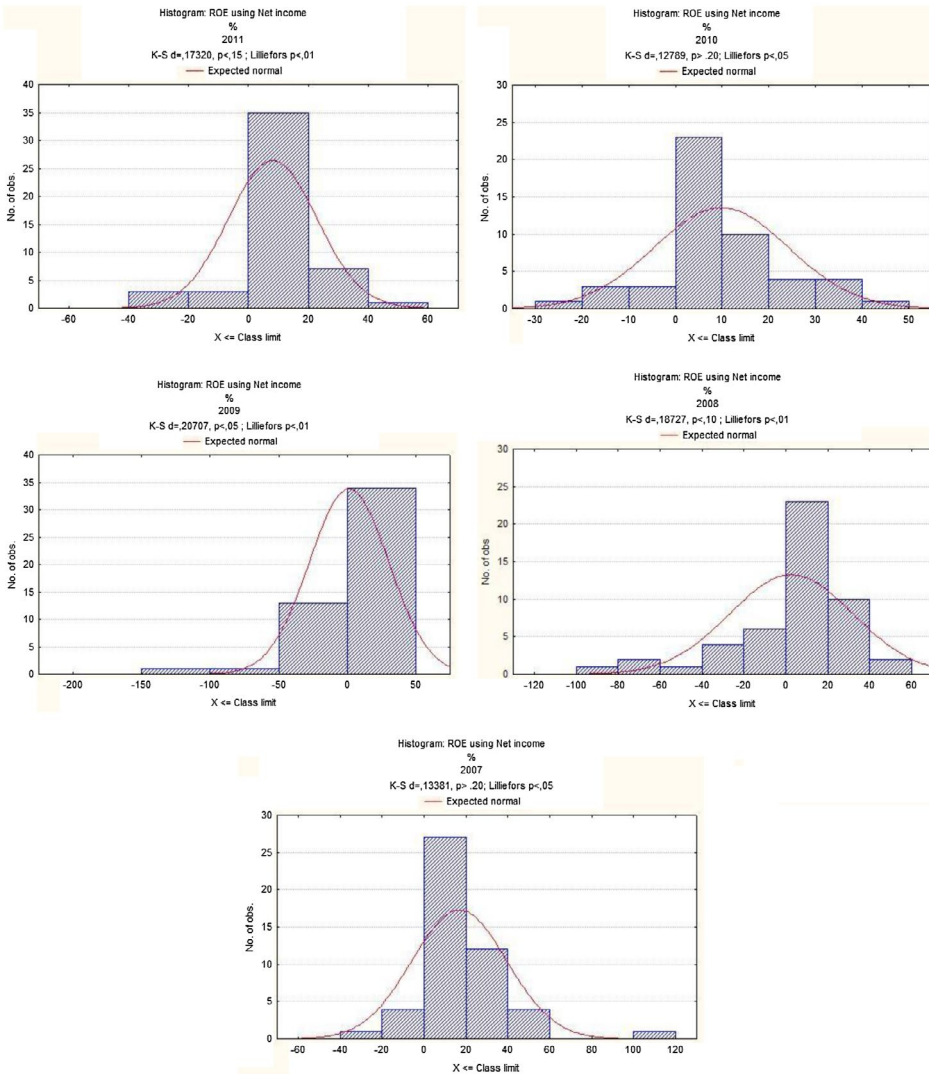 Histogram: ROE using Net income
%
2011
K-S d=,17320, p<,15 ; Lilliefors p<,01
Expected normal
40
35
30
25
20
15
10
5
0
No. of obs.
-60 -40 -20 0 20 40 60
X <= Class limit
Histogram: ROE using Net income
%
2010
K-S d=,12789, p> .20; Lilliefors p<,05
Expected normal
30
25
20
15
10
5
0
No. of obs.
-30 -20 -10 0 10 20 30 40 50
X <= Class limit
Histogram: ROE using Net income
%
2009
K-S d=,20707, p<,05 ; Lilliefors p<,01
Expected normal
40
35
30
25
20
15
10
5
0
No. of obs.
-200 -150 -100 -50 0 50
X <= Class limit
Histogram: ROE using Net income
%
2008
K-S d=,18727, p<,10 ; Lilliefors p<,01
Expected normal
30
25
20
15
10
5
0
No. of obs
-120 -100 -80 -60 -40 -20 0 20 40 60
X <= Class limit
Histogram: ROE using Net income
%
2007
K-S d=,13381, p> .20; Lilliefors p<,05
Expected normal
30
25
20
15
10
5
0
No. of obs.
-60 -40 -20 0 20 40 60 80 100 120
X <= Class limit